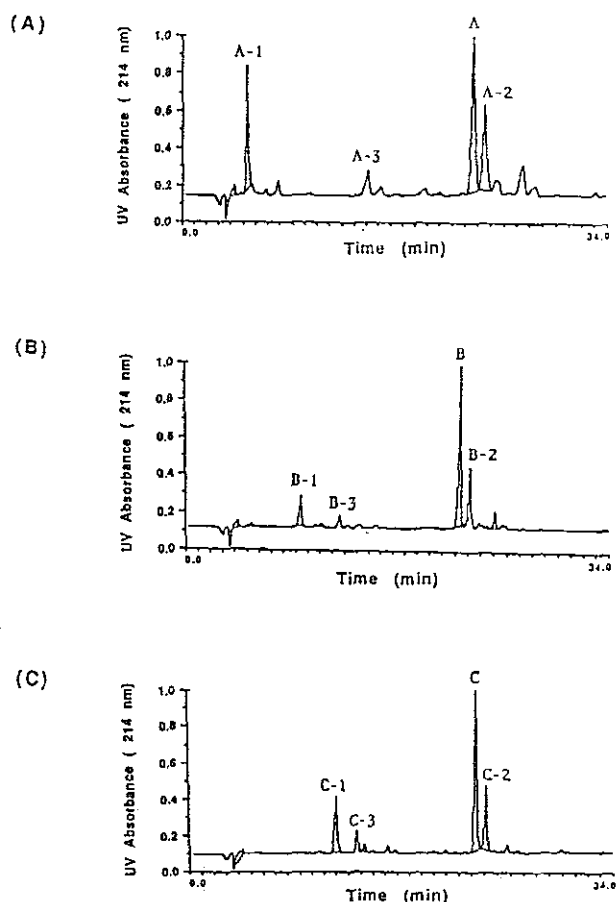 (A)
UV Absorbance ( 214 nm)
1.0
0.8
0.6
0.4
0.2
0.0
A-1
A-3
A
A-2
0.0
34.0
Time (min)
(B)
UV Absorbance ( 214 nm)
1.0
0.8
0.6
0.4
0.2
0.0
B-1
B-3
B
B-2
0.0
34.0
Time (min)
(C)
UV Absorbance ( 214 nm)
1.0
0.8
0.6
0.4
0.2
0.0
C-1
C-3
C
C-2
0.0
34.0
Time (min)